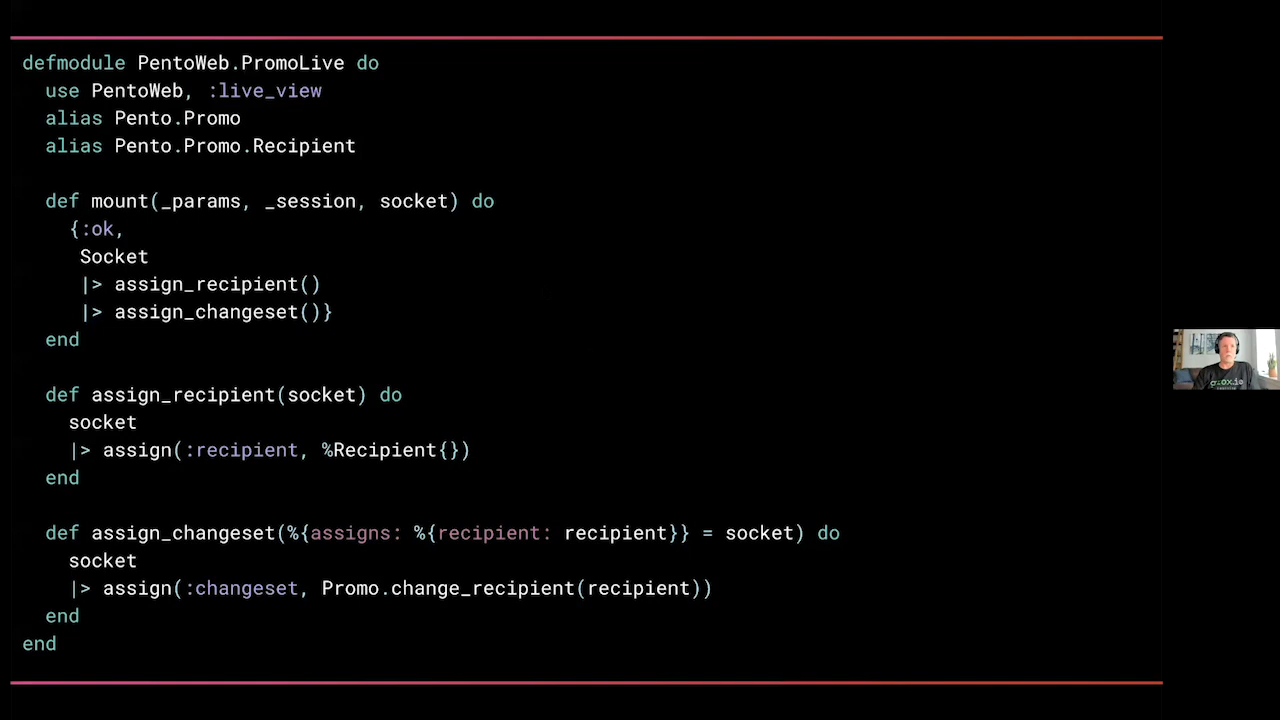 defmodule PentoWeb.PromoLive do
  use PentoWeb, :live_view
  alias Pento.Promo
  alias Pento.Promo.Recipient

  def mount(_params, _session, socket) do
    {:ok,
     Socket
     |> assign_recipient()
     |> assign_changeset()}
  end

  def assign_recipient(socket) do
    socket
    |> assign(:recipient, %Recipient{})
  end

  def assign_changeset(%{assigns: %{recipient: recipient}} = socket) do
    socket
    |> assign(:changeset, Promo.change_recipient(recipient))
  end
end